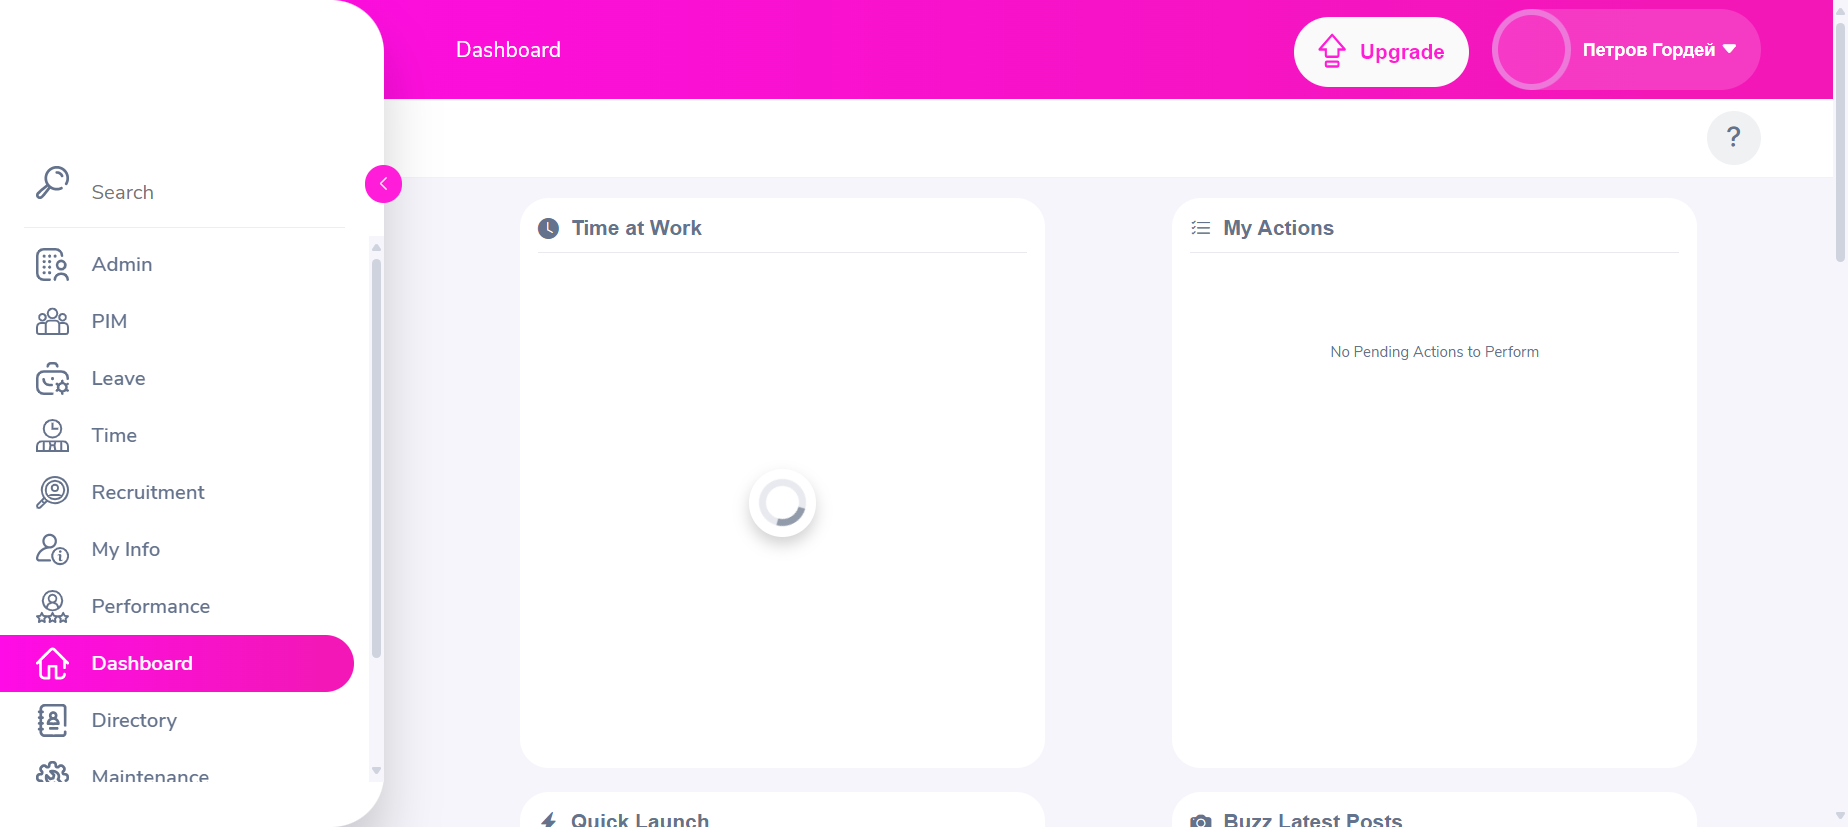 Dashboard
Upgrade
Петров Гордей
?
Search
Admin
PIM
Leave
Time
Recruitment
My Info
Performance
Dashboard
Directory
Maintenance
Time at Work
My Actions
No Pending Actions to Perform
Quick Launch
Buzz Latest Posts